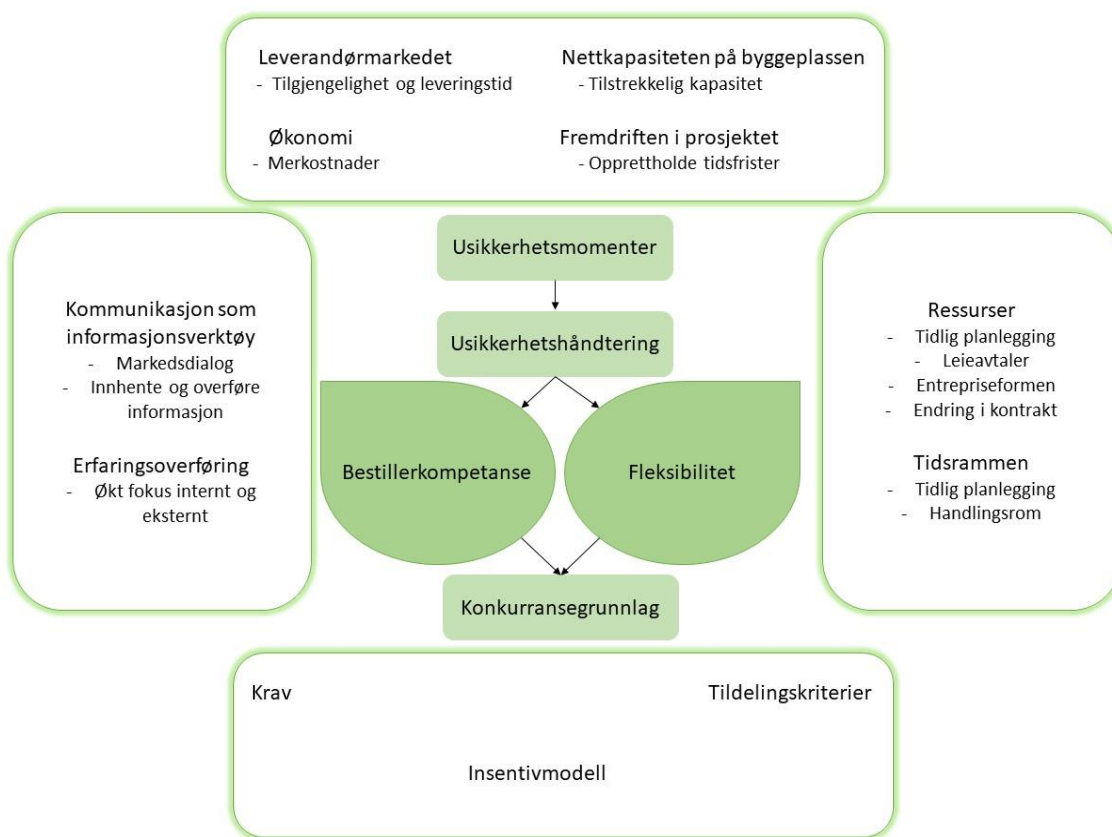 Leverandørmarkedet
- Tilgjengelighet og leveringstid
Økonomi
- Merkostnader
Nettkapasiteten på byggeplassen
- Tilstrekkelig kapasitet
Fremdriften i prosjektet
- Opprettholde tidsfrister
Usikkerhetsmomenter
Usikkerhetshåndtering
Kommunikasjon som
informasjonsverktøy
- Markedsdialog
- Innhente og overføre
informasjon
Erfaringsoverføring
- Økt fokus internt og
eksternt
Bestillerkompetanse
Fleksibilitet
Ressurser
- Tidlig planlegging
- Leieavtaler
- Entrepriseformen
- Endring i kontrakt
Tidsrammen
- Tidlig planlegging
- Handlingsrom
Konkurransegrunnlag
Krav
Tildelingskriterier
Insentivmodell